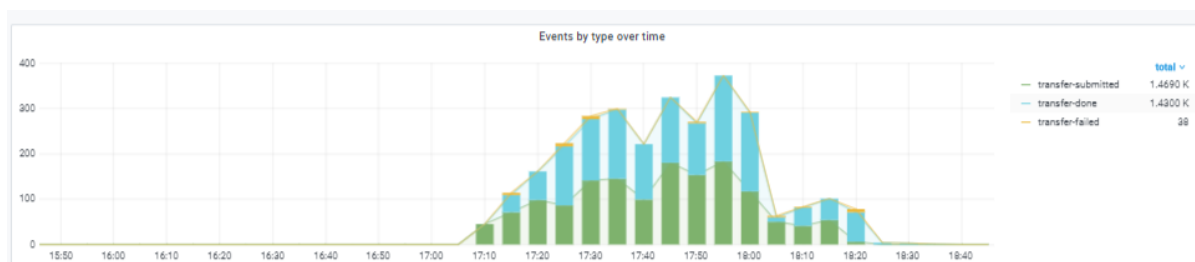 Events by type over time
total
transfer-submitted 1.4690 K
transfer-done 1.4300 K
transfer-failed 38
400
300
200
100
0
15:50 16:00 16:10 16:20 16:30 16:40 16:50 17:00 17:10 17:20 17:30 17:40 17:50 18:00 18:10 18:20 18:30 18:40